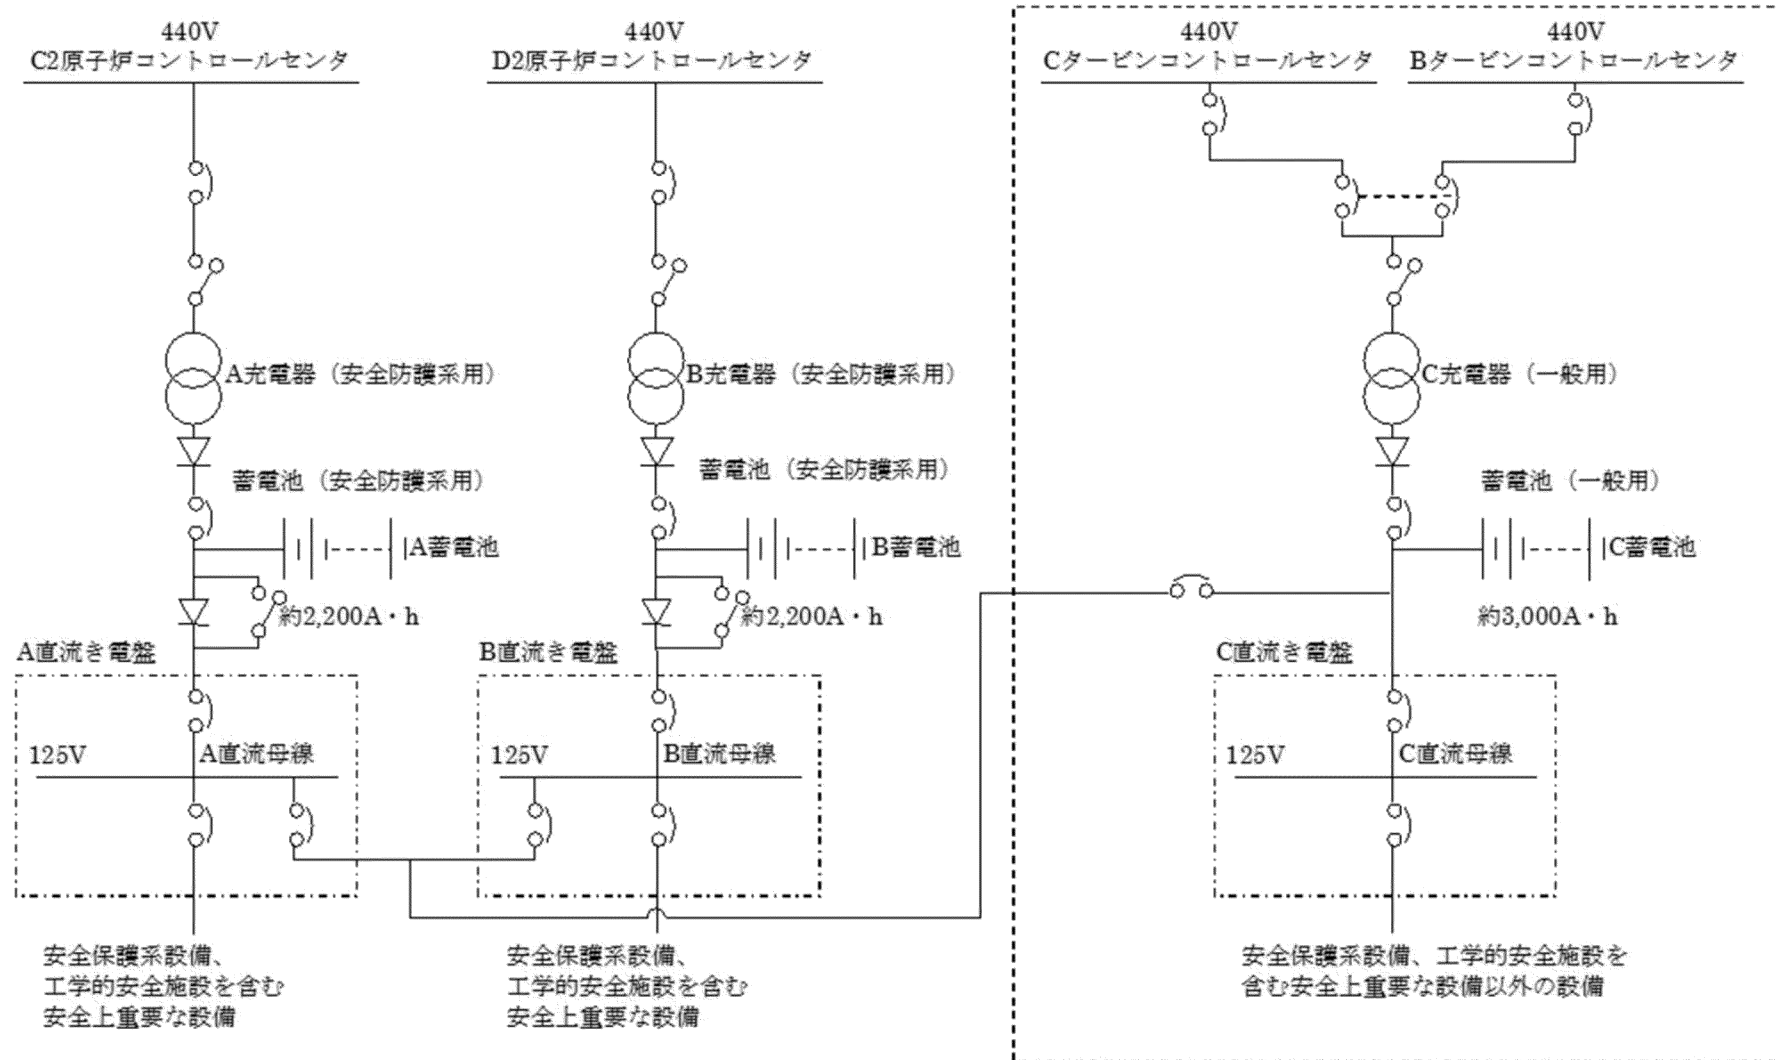 440V
C2原子炉コントロールセンタ
440V
D2原子炉コントロールセンタ
440V
Cタービンコントロールセンタ
440V
Bタービンコントロールセンタ
A充電器（安全防護系用）
B充電器（安全防護系用）
C充電器（一般用）
蓄電池（安全防護系用）
蓄電池（安全防護系用）
蓄電池（一般用）
A蓄電池
B蓄電池
C蓄電池
約2,200A・h
約2,200A・h
約3,000A・h
A直流き電盤
B直流き電盤
C直流き電盤
125V
A直流母線
125V
B直流母線
125V
C直流母線
安全保護系設備、
工学的安全施設を含む
安全上重要な設備
安全保護系設備、
工学的安全施設を含む
安全上重要な設備
安全保護系設備、工学的安全施設を
含む安全上重要な設備以外の設備